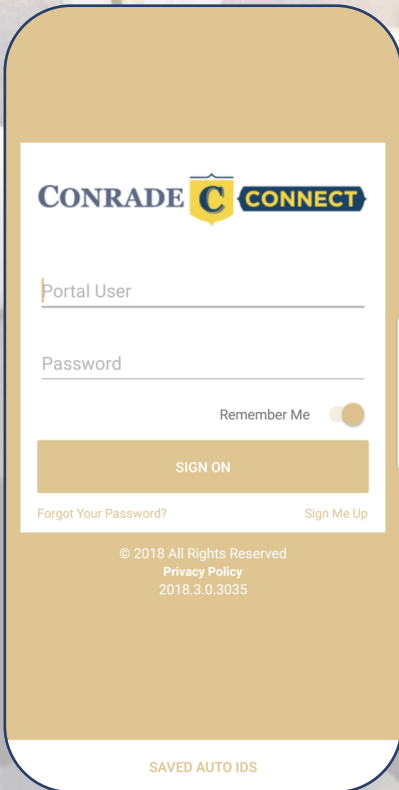 CONRADE C CONNECT
Portal User
Password
Remember Me
SIGN ON
Forgot Your Password? Sign Me Up
© 2018 All Rights Reserved
Privacy Policy
2018.3.0.3035
SAVED AUTO IDS